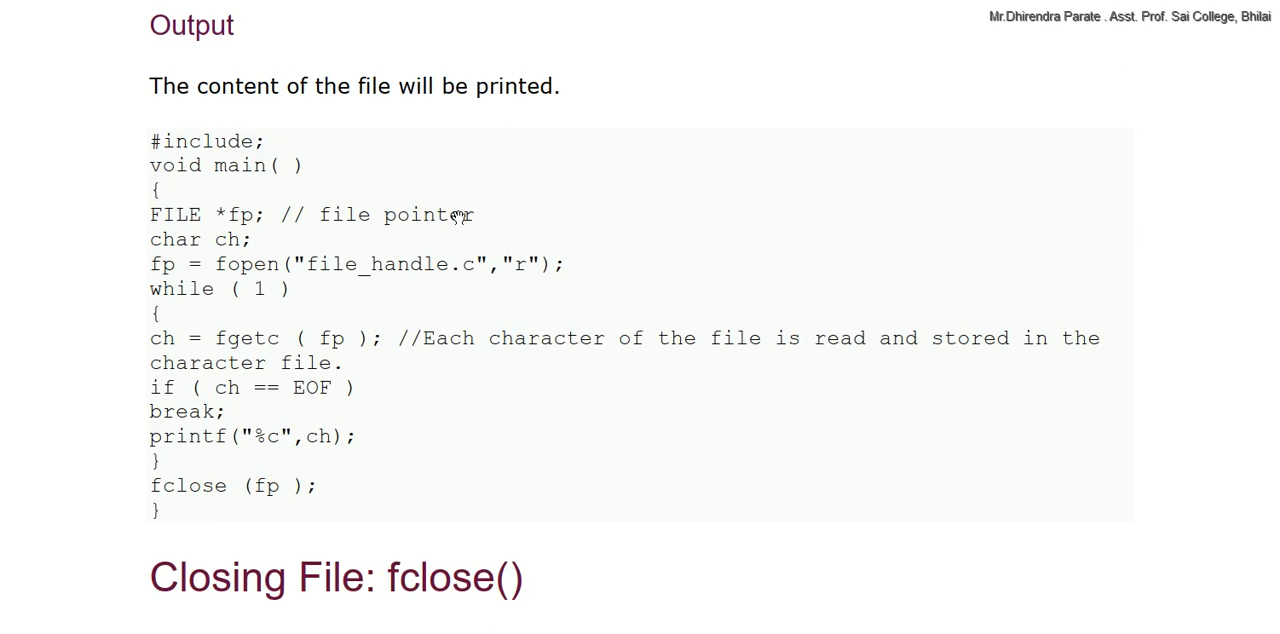 Mr.Dhirendra Parate . Asst. Prof. Sai College, Bhilai
Output
The content of the file will be printed.
#include;
void main( )
{
FILE *fp; // file pointer
char ch;
fp = fopen("file_handle.c","r");
while ( 1 )
{
ch = fgetc ( fp ); //Each character of the file is read and stored in the
character file.
if ( ch == EOF )
break;
printf("%c",ch);
}
fclose (fp );
}
Closing File: fclose()